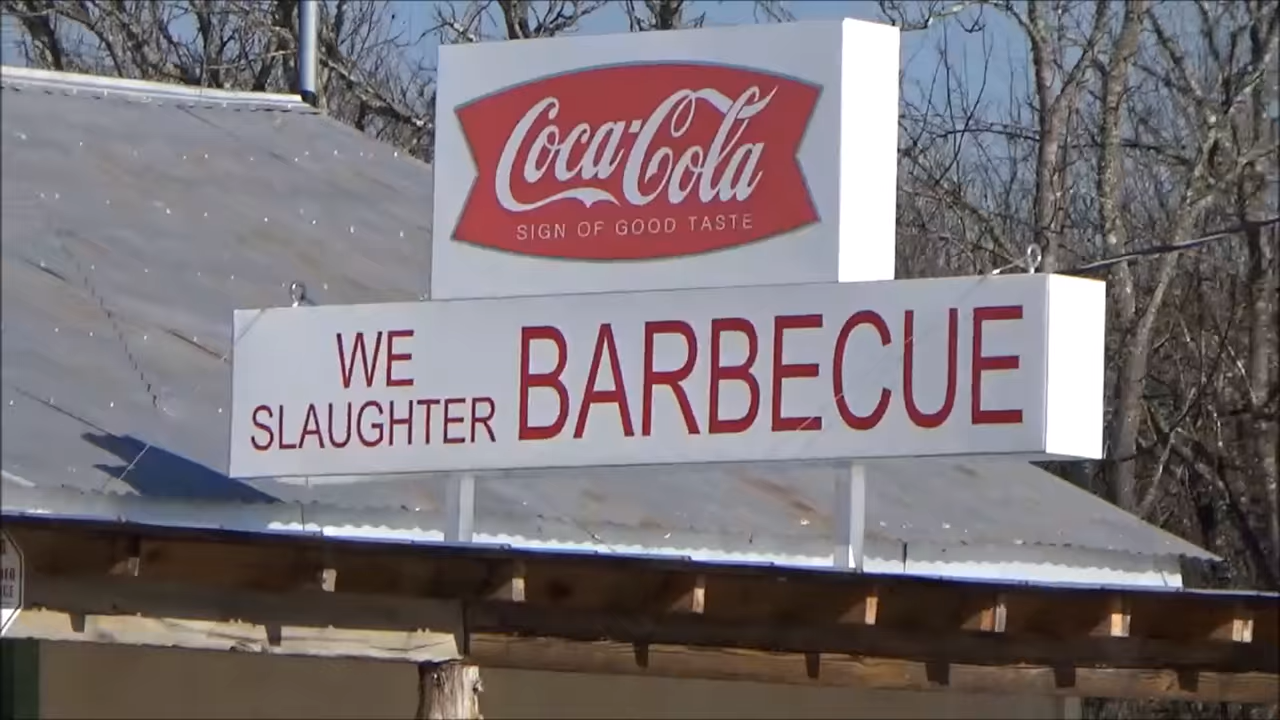 Coca-Cola
SIGN OF GOOD TASTE
WE
SLAUGHTER
BARBECUE